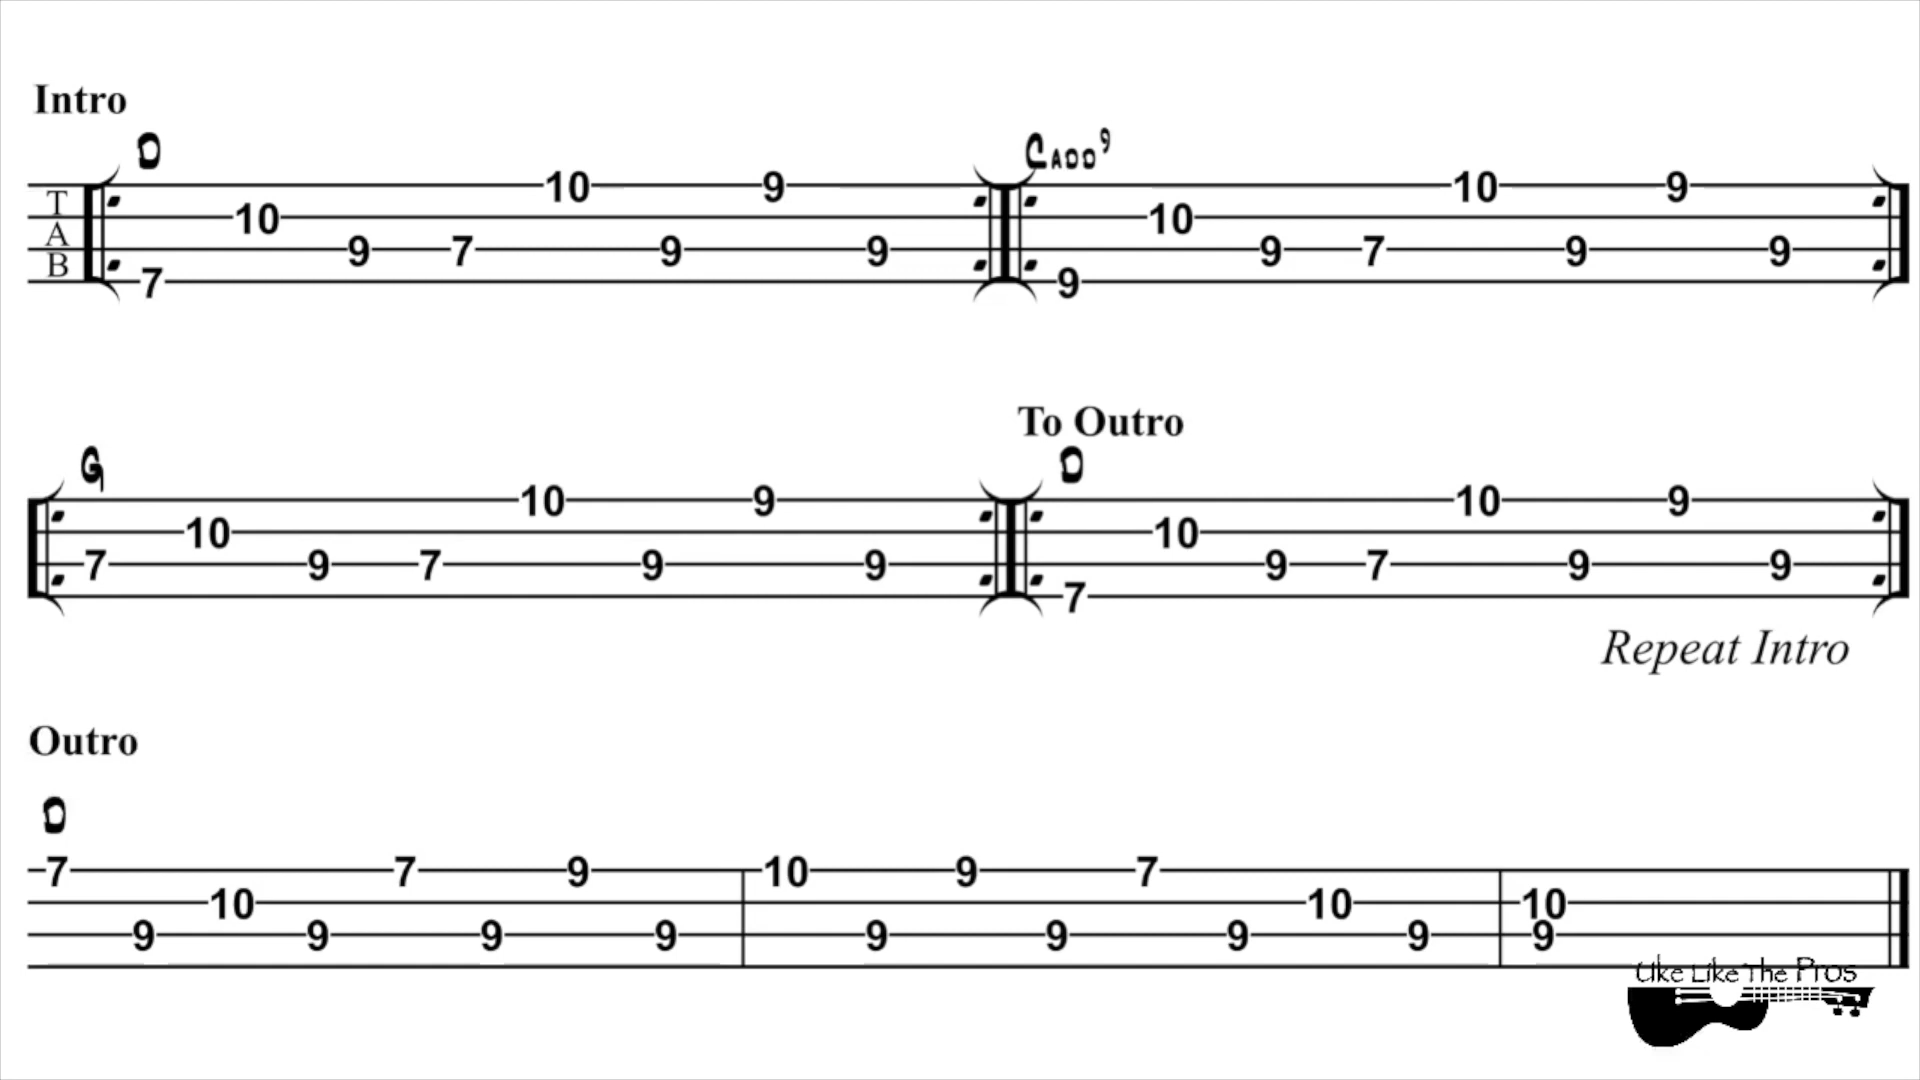 Intro
D Cadd9
T 10 9 10 9
A 10 10
B 9 7 9 9 9 7 9 9
7 9
To Outro
G D
10 9 10 9
10 10
7 9 7 9 9 9 7 9 9
7
Repeat Intro
Outro
D
7 7 9 10 9 7
10 10 10
9 9 9 9 9 9 9 9 9
Uke Like The Pros